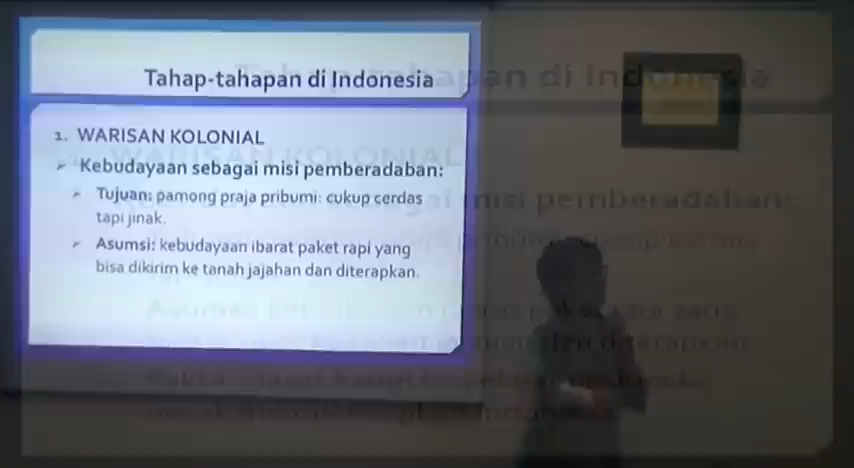 Tahap-tahapan di Indonesia
1. WARISAN KOLONIAL
➢ Kebudayaan sebagai misi pemberadaban:
➢ Tujuan: pamong praja pribumi: cukup cerdas
tapi jinak.
➢ Asumsi: kebudayaan ibarat paket rapi yang
bisa dikirim ke tanah jajahan dan diterapkan.